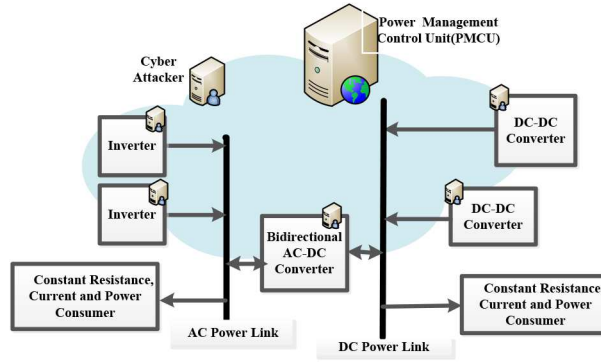 Power Management
Control Unit(PMCU)
Cyber
Attacker
Inverter
DC-DC
Converter
Inverter
DC-DC
Converter
Bidirectional
AC-DC
Converter
Constant Resistance,
Current and Power
Consumer
Constant Resistance
Current and Power
Consumer
AC Power Link
DC Power Link